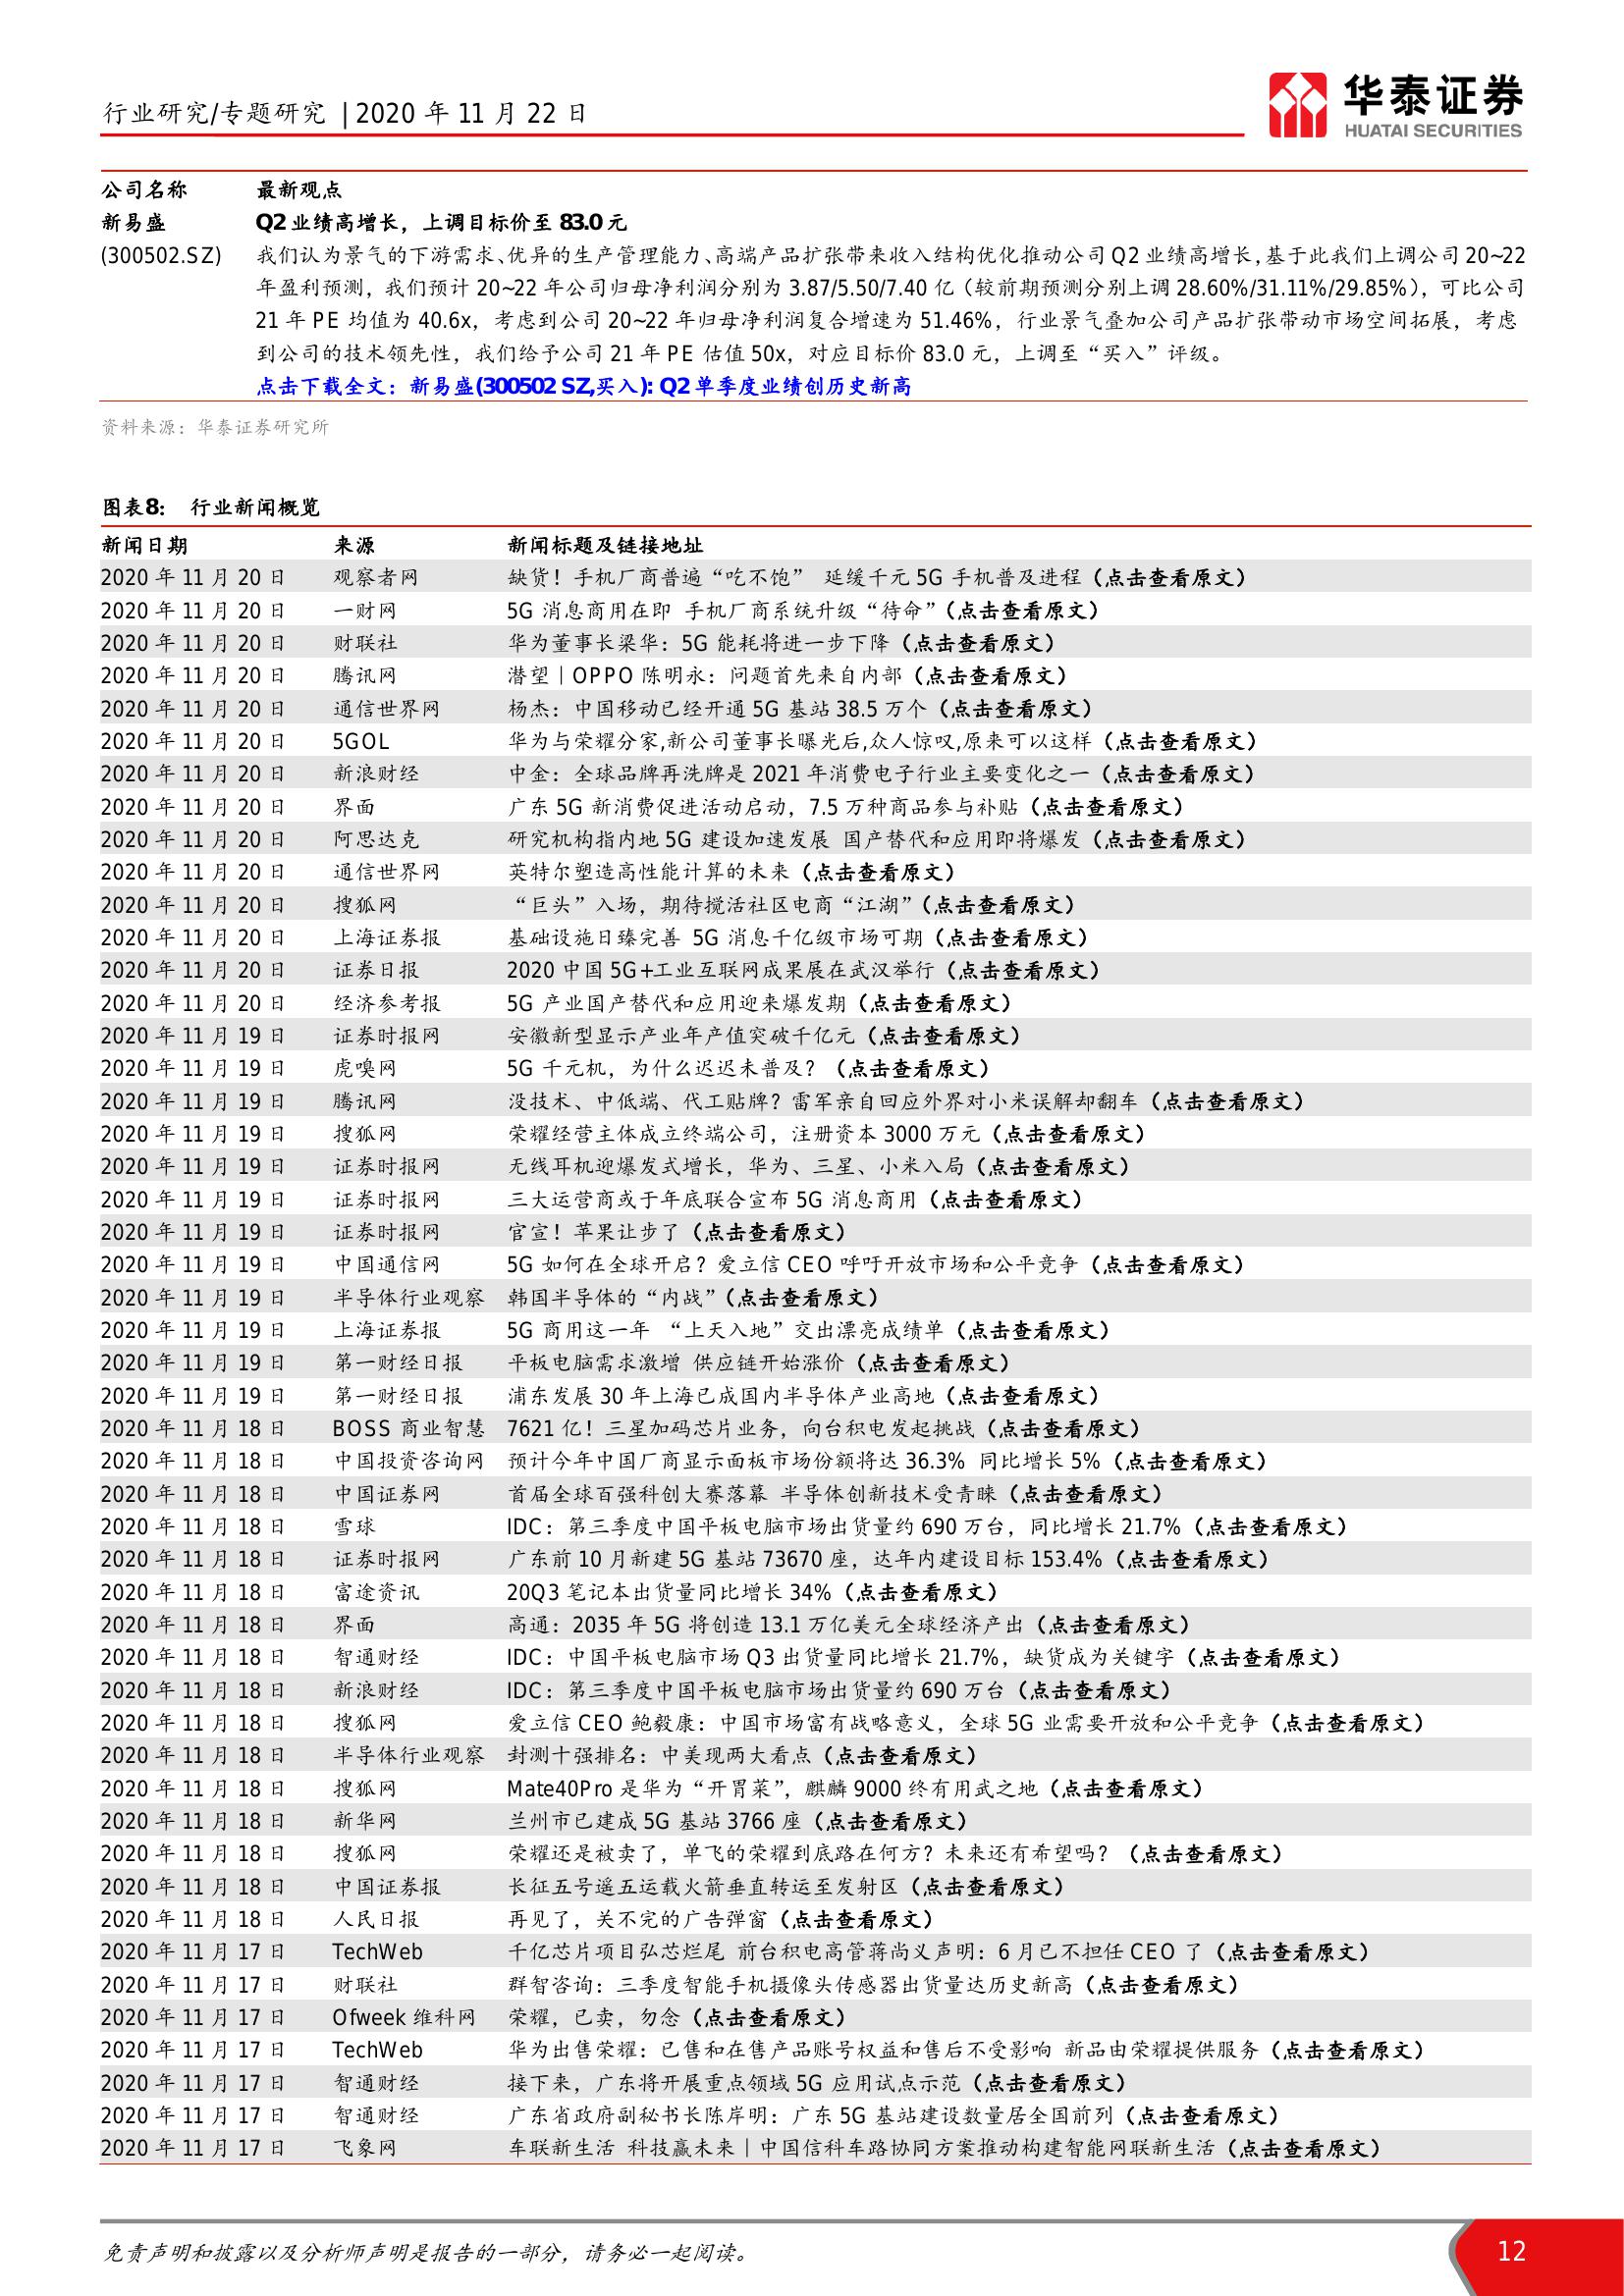 行业研究/专题研究 | 2020 年 11 月 22 日
华泰证券
HUATAI SECURITIES
公司名称 最新观点
新易盛 Q2 业绩高增长，上调目标价至 83.0 元
(300502.SZ) 我们认为景气的下游需求、优异的生产管理能力、高端产品扩张带来收入结构优化推动公司 Q2 业绩高增长，基于此我们上调公司 20~22
年盈利预测，我们预计 20~22 年公司归母净利润分别为 3.87/5.50/7.40 亿（较前期预测分别上调 28.60%/31.11%/29.85%），可比公司
21 年 PE 均值为 40.6x，考虑到公司 20~22 年归母净利润复合增速为 51.46%，行业景气叠加公司产品扩张带动市场空间拓展，考虑
到公司的技术领先性，我们给予公司 21 年 PE 估值 50x，对应目标价 83.0 元，上调至“买入”评级。
点击下载全文：新易盛(300502 SZ,买入): Q2 单季度业绩创历史新高
资料来源：华泰证券研究所
图表8： 行业新闻概览
新闻日期 来源 新闻标题及链接地址
2020 年 11 月 20 日 观察者网 缺货！手机厂商普遍“吃不饱” 延缓千元 5G 手机普及进程（点击查看原文）
2020 年 11 月 20 日 一财网 5G 消息商用在即 手机厂商系统升级“待命”（点击查看原文）
2020 年 11 月 20 日 财联社 华为董事长梁华：5G 能耗将进一步下降（点击查看原文）
2020 年 11 月 20 日 腾讯网 潜望 | OPPO 陈明永：问题首先来自内部（点击查看原文）
2020 年 11 月 20 日 通信世界网 杨杰：中国移动已经开通 5G 基站 38.5 万个（点击查看原文）
2020 年 11 月 20 日 5GOL 华为与荣耀分家,新公司董事长曝光后,众人惊叹,原来可以这样（点击查看原文）
2020 年 11 月 20 日 新浪财经 中金：全球品牌再洗牌是 2021 年消费电子行业主要变化之一（点击查看原文）
2020 年 11 月 20 日 界面 广东 5G 新消费促进活动启动，7.5 万种商品参与补贴（点击查看原文）
2020 年 11 月 20 日 阿思达克 研究机构指内地 5G 建设加速发展 国产替代和应用即将爆发（点击查看原文）
2020 年 11 月 20 日 通信世界网 英特尔塑造高性能计算的未来（点击查看原文）
2020 年 11 月 20 日 搜狐网 “巨头”入场，期待搅活社区电商“江湖”（点击查看原文）
2020 年 11 月 20 日 上海证券报 基础设施日臻完善 5G 消息千亿级市场可期（点击查看原文）
2020 年 11 月 20 日 证券日报 2020 中国 5G+工业互联网成果展在武汉举行（点击查看原文）
2020 年 11 月 20 日 经济参考报 5G 产业国产替代和应用迎来爆发期（点击查看原文）
2020 年 11 月 19 日 证券时报网 安徽新型显示产业年产值突破千亿元（点击查看原文）
2020 年 11 月 19 日 虎嗅网 5G 千元机，为什么迟迟未普及？（点击查看原文）
2020 年 11 月 19 日 腾讯网 没技术、中低端、代工贴牌？雷军亲自回应外界对小米误解却翻车（点击查看原文）
2020 年 11 月 19 日 搜狐网 荣耀经营主体成立终端公司，注册资本 3000 万元（点击查看原文）
2020 年 11 月 19 日 证券时报网 无线耳机迎爆发式增长，华为、三星、小米入局（点击查看原文）
2020 年 11 月 19 日 证券时报网 三大运营商或于年底联合宣布 5G 消息商用（点击查看原文）
2020 年 11 月 19 日 证券时报网 官宣！苹果让步了（点击查看原文）
2020 年 11 月 19 日 中国通信网 5G 如何在全球开启？爱立信 CEO 呼吁开放市场和公平竞争（点击查看原文）
2020 年 11 月 19 日 半导体行业观察 韩国半导体的“内战”（点击查看原文）
2020 年 11 月 19 日 上海证券报 5G 商用这一年 “上天入地”交出漂亮成绩单（点击查看原文）
2020 年 11 月 19 日 第一财经日报 平板电脑需求激增 供应链开始涨价（点击查看原文）
2020 年 11 月 19 日 第一财经日报 浦东发展 30 年上海已成国内半导体产业高地（点击查看原文）
2020 年 11 月 18 日 BOSS 商业智慧 7621 亿！三星加码芯片业务，向台积电发起挑战（点击查看原文）
2020 年 11 月 18 日 中国投资咨询网 预计今年中国厂商显示面板市场份额将达 36.3% 同比增长 5%（点击查看原文）
2020 年 11 月 18 日 中国证券网 首届全球百强科创大赛落幕 半导体创新技术受青睐（点击查看原文）
2020 年 11 月 18 日 雪球 IDC：第三季度中国平板电脑市场出货量约 690 万台，同比增长 21.7%（点击查看原文）
2020 年 11 月 18 日 证券时报网 广东前 10 月新建 5G 基站 73670 座，达年内建设目标 153.4%（点击查看原文）
2020 年 11 月 18 日 富途资讯 20Q3 笔记本出货量同比增长 34%（点击查看原文）
2020 年 11 月 18 日 界面 高通：2035 年 5G 将创造 13.1 万亿美元全球经济产出（点击查看原文）
2020 年 11 月 18 日 智通财经 IDC：中国平板电脑市场 Q3 出货量同比增长 21.7%，缺货成为关键字（点击查看原文）
2020 年 11 月 18 日 新浪财经 IDC：第三季度中国平板电脑市场出货量约 690 万台（点击查看原文）
2020 年 11 月 18 日 搜狐网 爱立信 CEO 鲍毅康：中国市场富有战略意义，全球 5G 业需要开放和公平竞争（点击查看原文）
2020 年 11 月 18 日 半导体行业观察 封测十强排名：中美现两大看点（点击查看原文）
2020 年 11 月 18 日 搜狐网 Mate40Pro 是华为“开胃菜”，麒麟 9000 终有用武之地（点击查看原文）
2020 年 11 月 18 日 新华网 兰州市已建成 5G 基站 3766 座（点击查看原文）
2020 年 11 月 18 日 搜狐网 荣耀还是被卖了，单飞的荣耀到底路在何方？未来还有希望吗？（点击查看原文）
2020 年 11 月 18 日 中国证券报 长征五号遥五运载火箭垂直转运至发射区（点击查看原文）
2020 年 11 月 18 日 人民日报 再见了，关不完的广告弹窗（点击查看原文）
2020 年 11 月 17 日 TechWeb 千亿芯片项目弘芯烂尾 前台积电高管蒋尚义声明：6 月已不担任 CEO 了（点击查看原文）
2020 年 11 月 17 日 财联社 群智咨询：三季度智能手机摄像头传感器出货量达历史新高（点击查看原文）
2020 年 11 月 17 日 Ofweek 维科网 荣耀，已卖，勿念（点击查看原文）
2020 年 11 月 17 日 TechWeb 华为出售荣耀：已售和在售产品账号权益和售后不受影响 新品由荣耀提供服务（点击查看原文）
2020 年 11 月 17 日 智通财经 接下来，广东将开展重点领域 5G 应用试点示范（点击查看原文）
2020 年 11 月 17 日 智通财经 广东省政府副秘书长陈岸明：广东 5G 基站建设数量居全国前列（点击查看原文）
2020 年 11 月 17 日 飞象网 车联新生活 科技赢未来 | 中国信科车路协同方案推动构建智能网联新生活（点击查看原文）
免责声明和披露以及分析师声明是报告的一部分，请务必一起阅读。
12